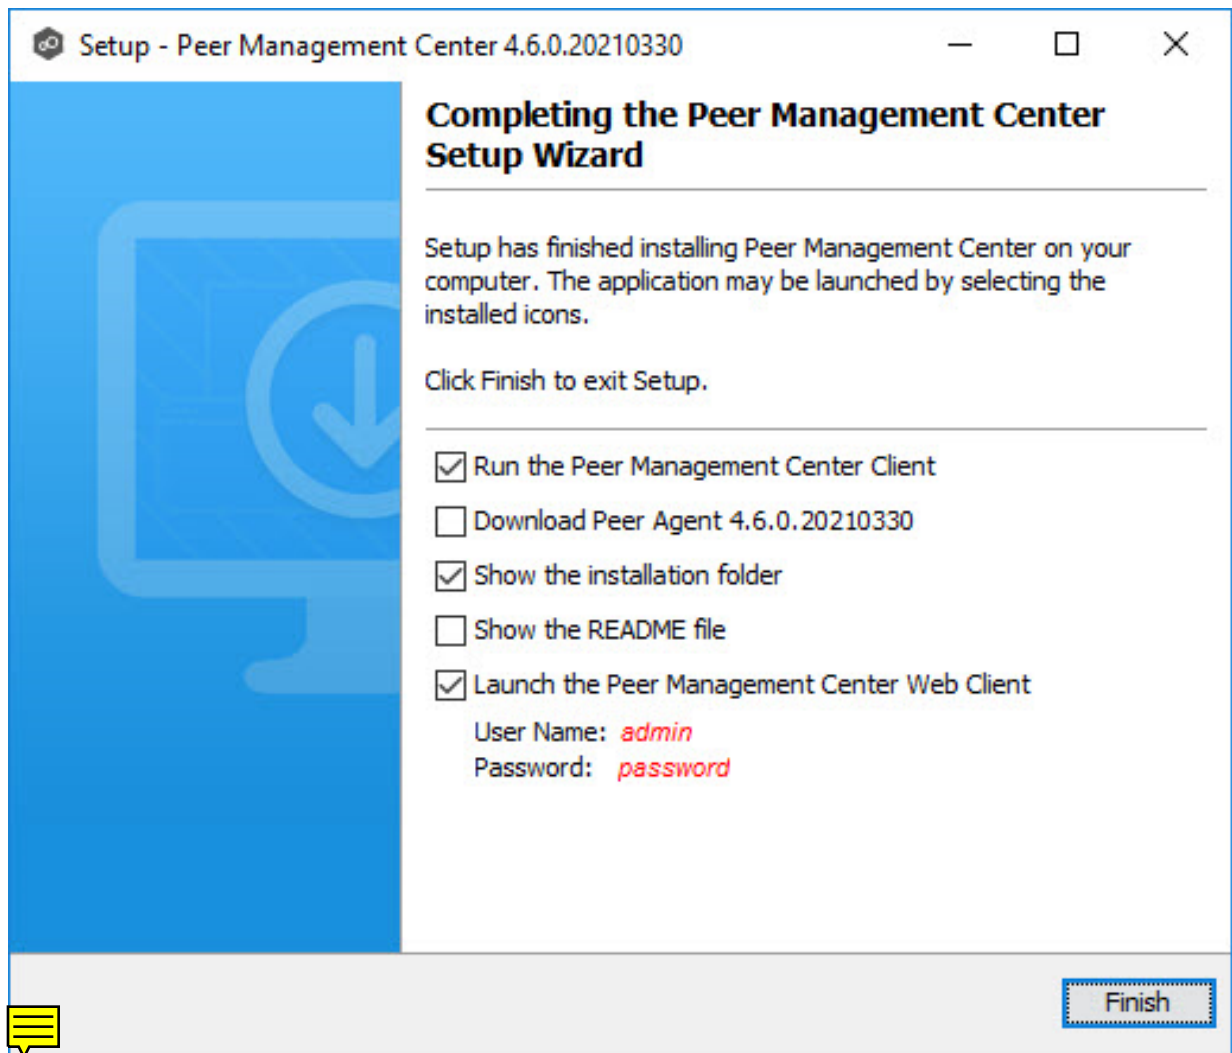 Setup - Peer Management Center 4.6.0.20210330
Completing the Peer Management Center
Setup Wizard
Setup has finished installing Peer Management Center on your
computer. The application may be launched by selecting the
installed icons.
Click Finish to exit Setup.
Run the Peer Management Center Client
Download Peer Agent 4.6.0.20210330
Show the installation folder
Show the README file
Launch the Peer Management Center Web Client
User Name: admin
Password: password
Finish